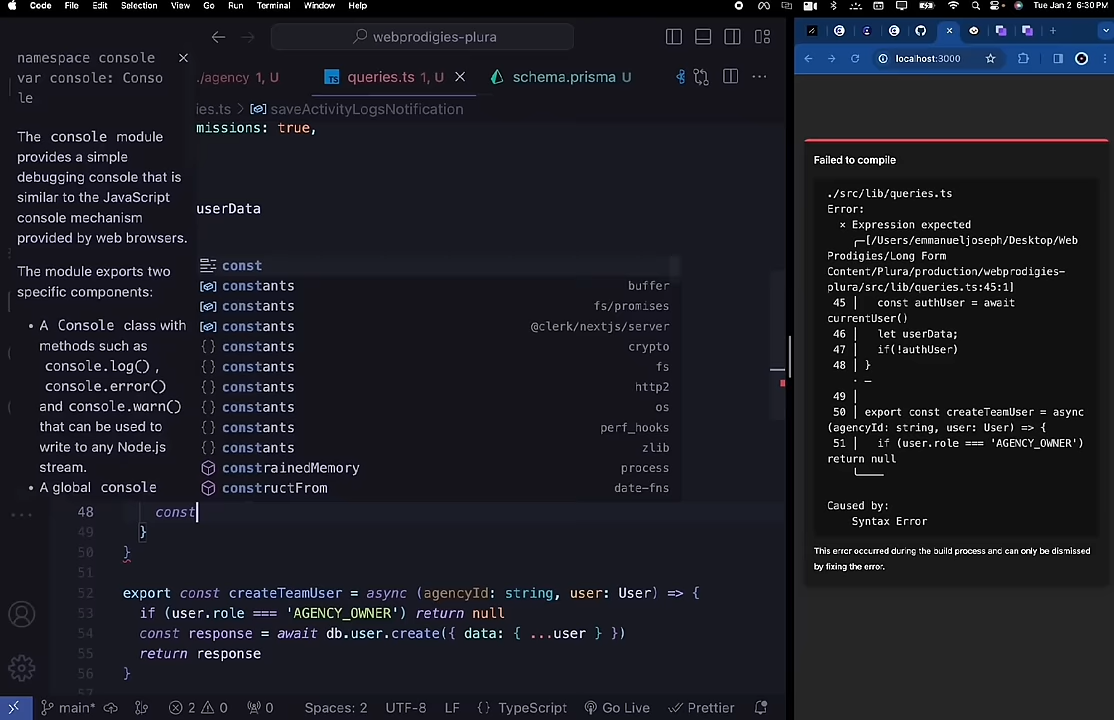 Code File Edit Selection View Go Run Terminal Window Help Tue Jan 2 6:30 PM
webprodigies-plura
./agency 1, U queries.ts 1, U schema.prisma U
ies.ts > saveActivityLogsNotification
missions: true,
userData
namespace console
var console: Conso
le
The console module
provides a simple
debugging console that is
similar to the JavaScript
console mechanism
provided by web browsers.
The module exports two
specific components:
• A Console class with
methods such as
console.log() ,
console.error()
and console.warn()
that can be used to
write to any Node.js
stream.
• A global console
const
constants buffer
constants fs/promises
constants @clerk/nextjs/server
constants crypto
constants fs
constants http2
constants os
constants perf_hooks
constants zlib
constrainedMemory process
constructFrom date-fns
48 const
49 }
50 }
51
52 export const createTeamUser = async (agencyId: string, user: User) => {
53 if (user.role === 'AGENCY_OWNER') return null
54 const response = await db.user.create({ data: { ...user } })
55 return response
56 }
57
main* 2 0 0 Spaces: 2 UTF-8 LF {} TypeScript Go Live Prettier
localhost:3000
Failed to compile
./src/lib/queries.ts
Error:
× Expression expected
╭─[/Users/emmanueljoseph/Desktop/Web
Prodigies/Long Form
Content/Plura/production/webprodigies-
plura/src/lib/queries.ts:45:1]
45 │ const authUser = await
currentUser()
46 │ let userData;
47 │ if(!authUser)
48 │ }
· ─
49 │
50 │ export const createTeamUser = async
(agencyId: string, user: User) => {
51 │ if (user.role === 'AGENCY_OWNER')
return null
╰────
Caused by:
Syntax Error
This error occurred during the build process and can only be dismissed
by fixing the error.